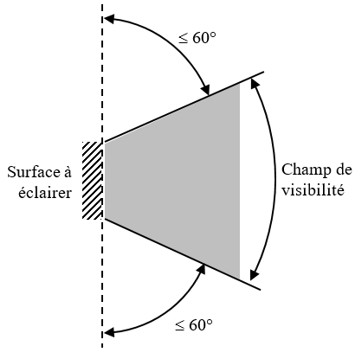 ≤ 60°
Surface à
éclairer
Champ de
visibilité
≤ 60°